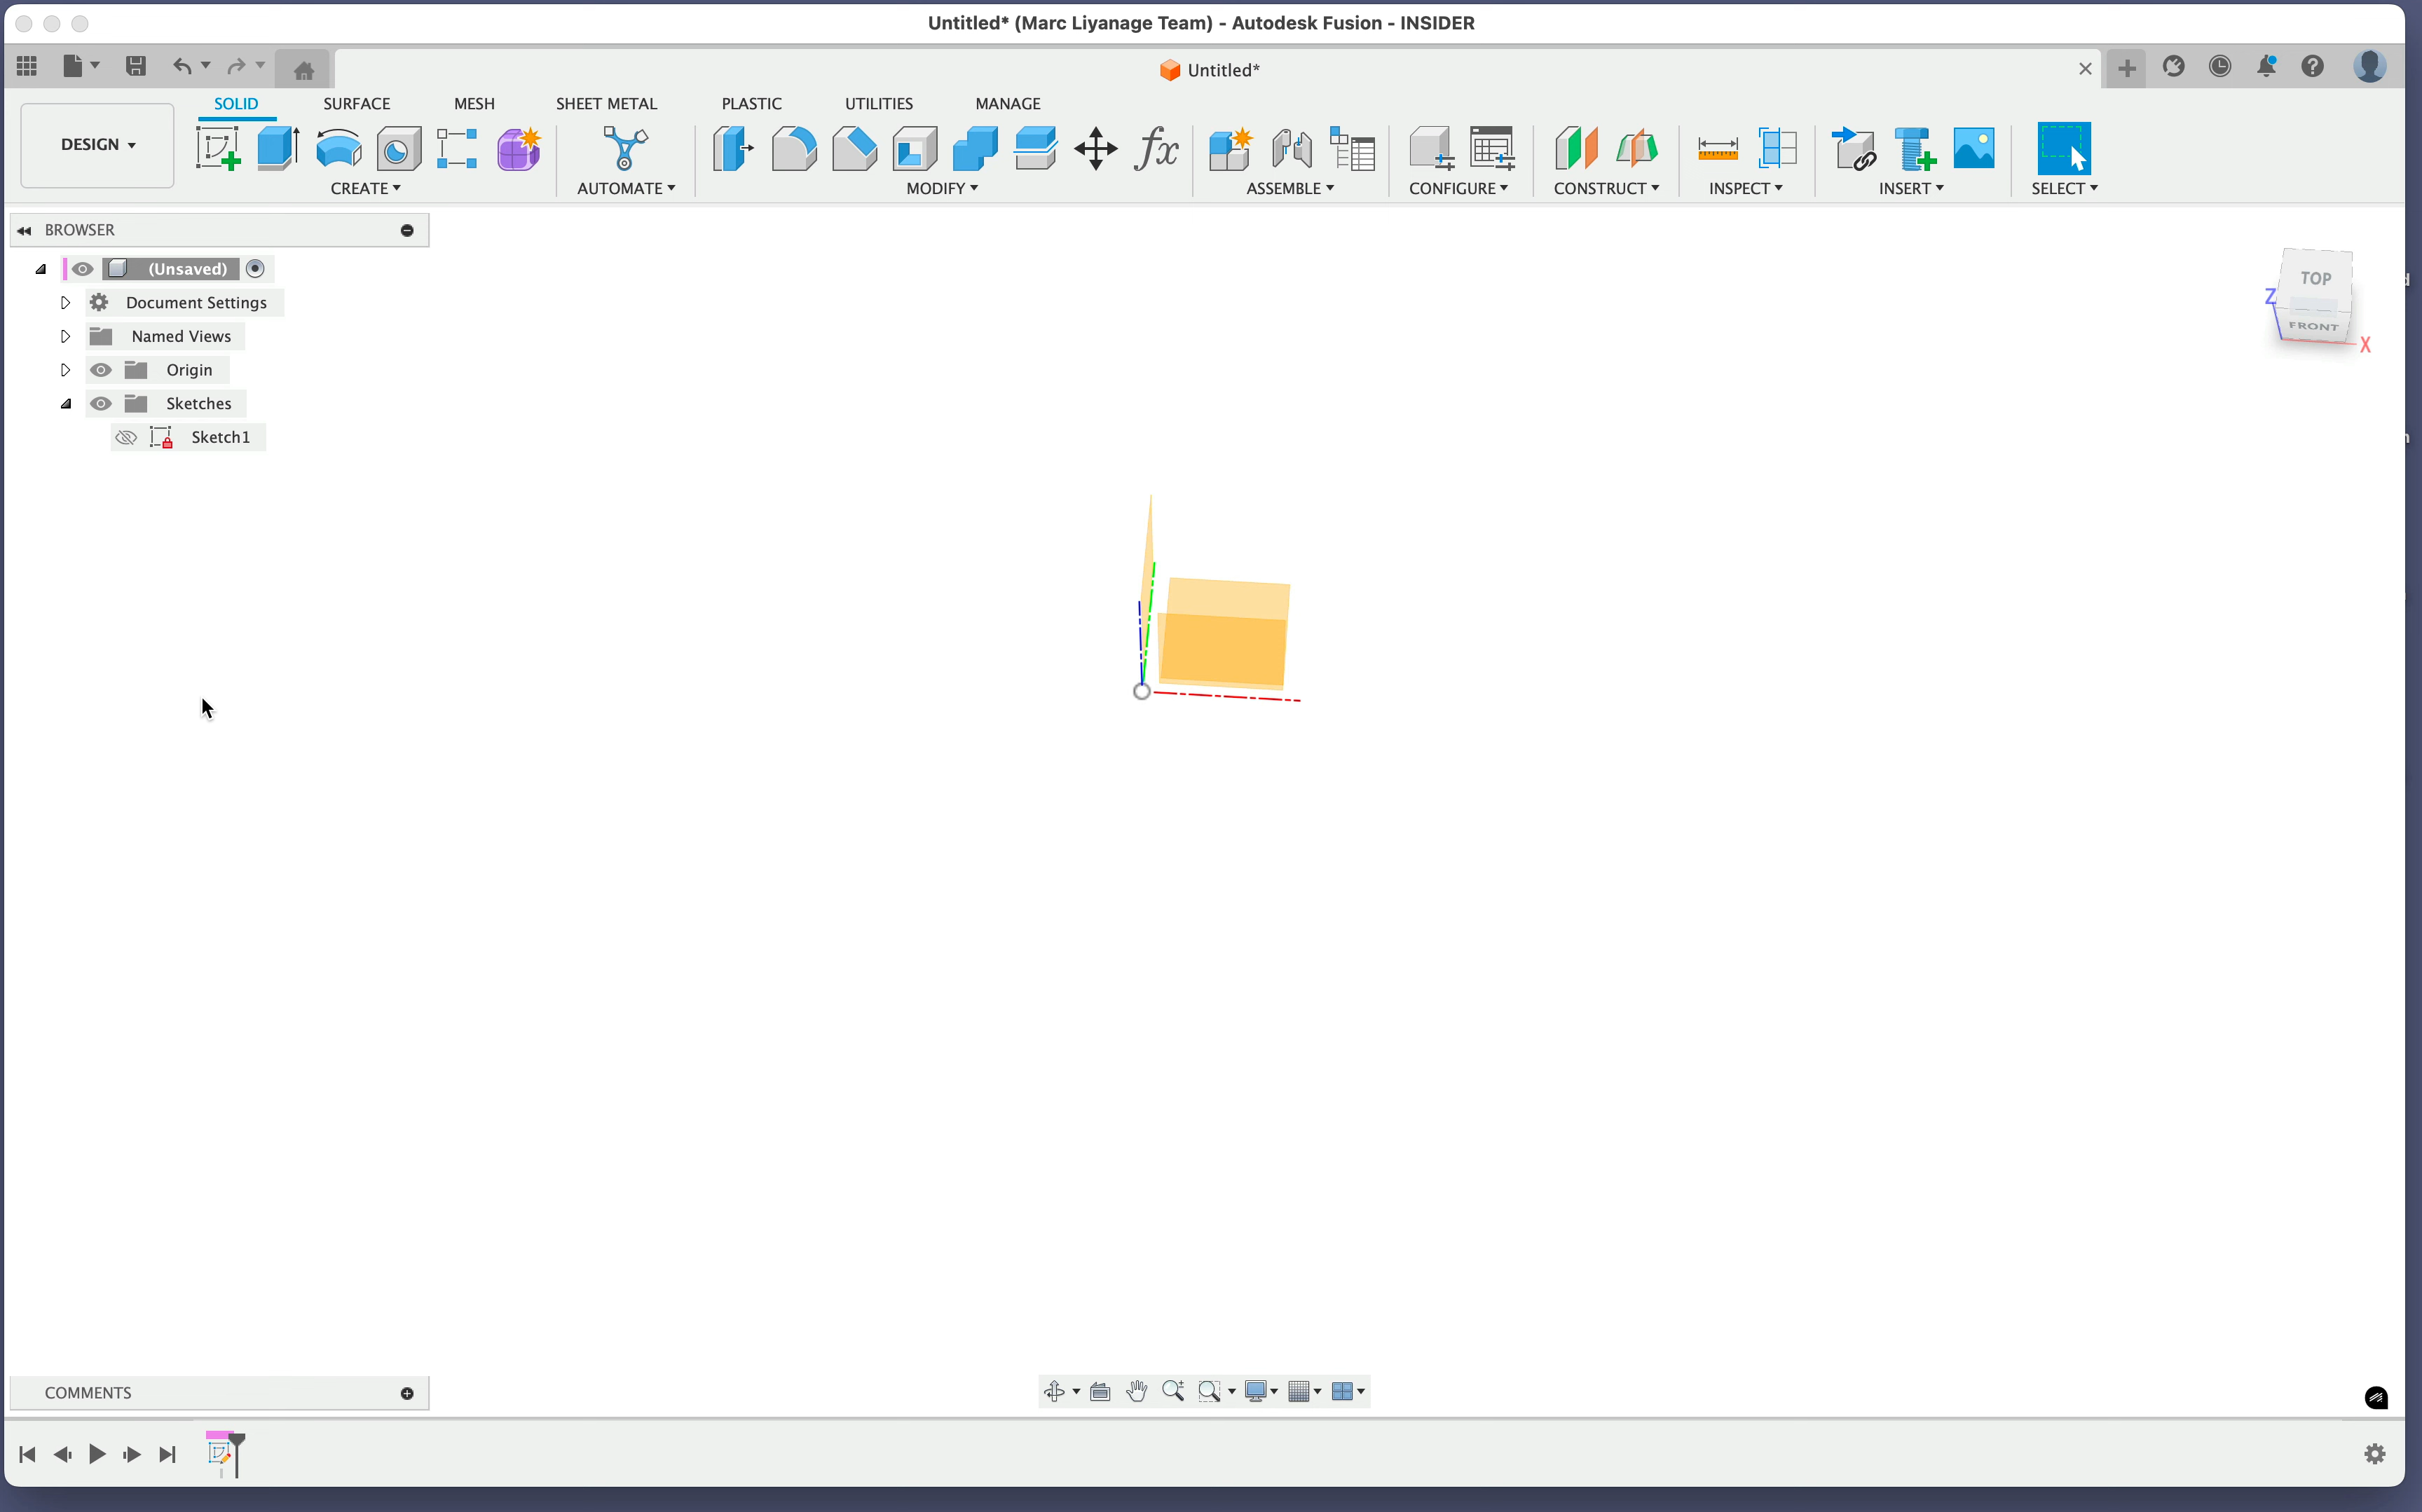 Untitled* (Marc Liyanage Team) - Autodesk Fusion - INSIDER
Untitled*
DESIGN
SOLID SURFACE MESH SHEET METAL PLASTIC UTILITIES MANAGE
fx
CREATE AUTOMATE MODIFY ASSEMBLE CONFIGURE CONSTRUCT INSPECT INSERT SELECT
BROWSER
(Unsaved)
Document Settings
Named Views
Origin
Sketches
Sketch1
TOP
Z
FRONT
X
COMMENTS